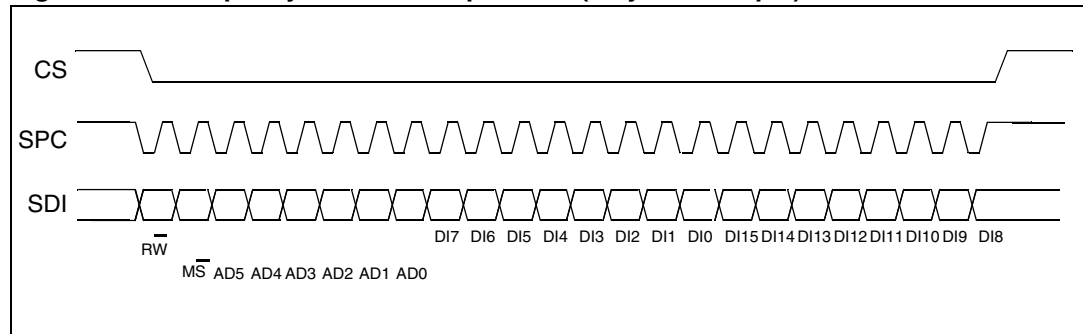 CS
SPC
SDI
DI7 DI6 DI5 DI4 DI3 DI2 DI1 DI0 DI15 DI14 DI13 DI12 DI11 DI10 DI9 DI8
RW
MS AD5 AD4 AD3 AD2 AD1 AD0